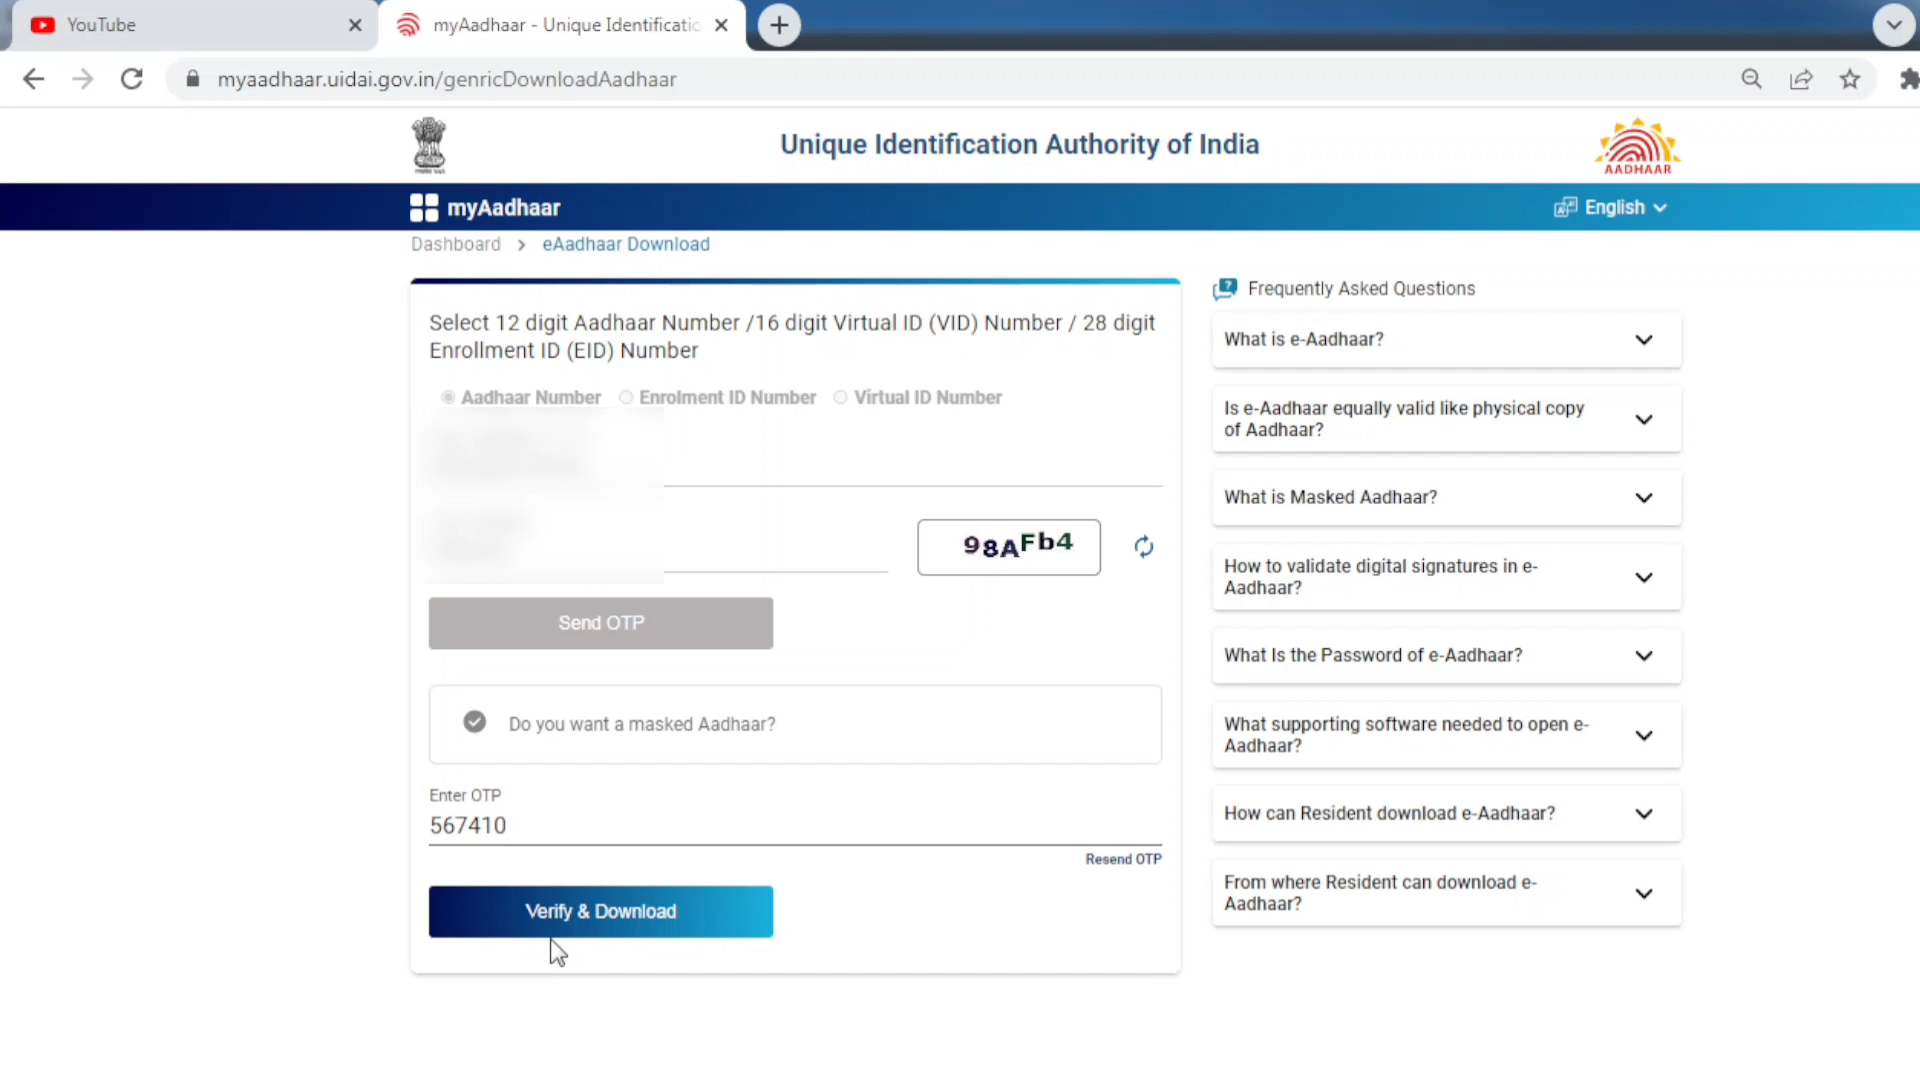 YouTube
myAadhaar - Unique Identificatio
myaadhaar.uidai.gov.in/genricDownloadAadhaar
Unique Identification Authority of India
AADHAAR
myAadhaar
English
Dashboard > eAadhaar Download
Select 12 digit Aadhaar Number /16 digit Virtual ID (VID) Number / 28 digit
Enrollment ID (EID) Number
Aadhaar Number Enrolment ID Number Virtual ID Number
98AFb4
Send OTP
Do you want a masked Aadhaar?
Enter OTP
567410
Resend OTP
Verify & Download
Frequently Asked Questions
What is e-Aadhaar?
Is e-Aadhaar equally valid like physical copy
of Aadhaar?
What is Masked Aadhaar?
How to validate digital signatures in e-
Aadhaar?
What Is the Password of e-Aadhaar?
What supporting software needed to open e-
Aadhaar?
How can Resident download e-Aadhaar?
From where Resident can download e-
Aadhaar?